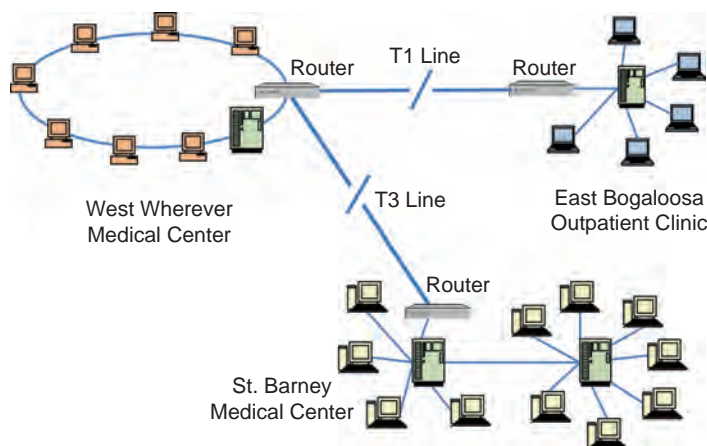 T1 Line
Router
Router
West Wherever
Medical Center
T3 Line
East Bogaloosa
Outpatient Clinic
Router
St. Barney
Medical Center